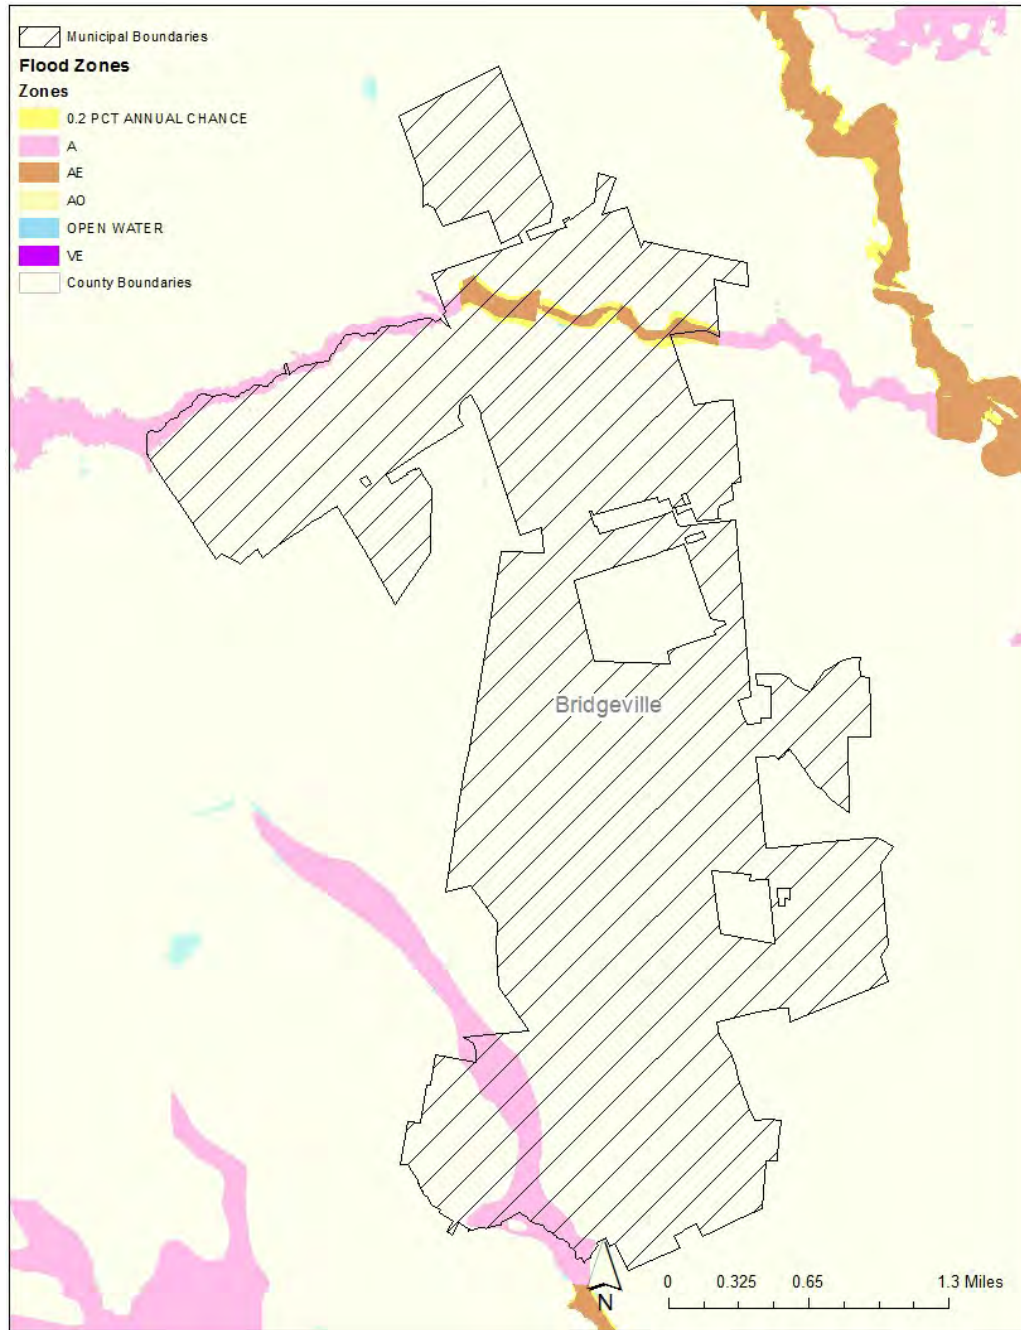 Municipal Boundaries
Flood Zones
Zones
0.2 PCT ANNUAL CHANCE
A
AE
AO
OPEN WATER
VE
County Boundaries
Bridgeville
N
0 0.325 0.65 1.3 Miles